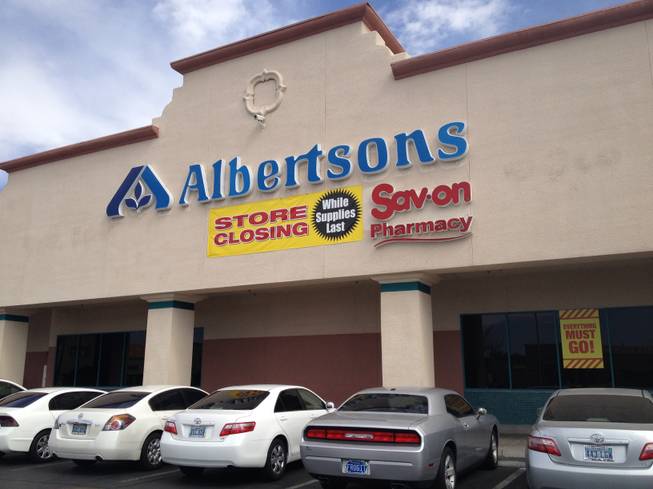 Albertsons
STORE
CLOSING
While
Supplies
Last
Sav-on
Pharmacy
EVERYTHING
MUST
GO!